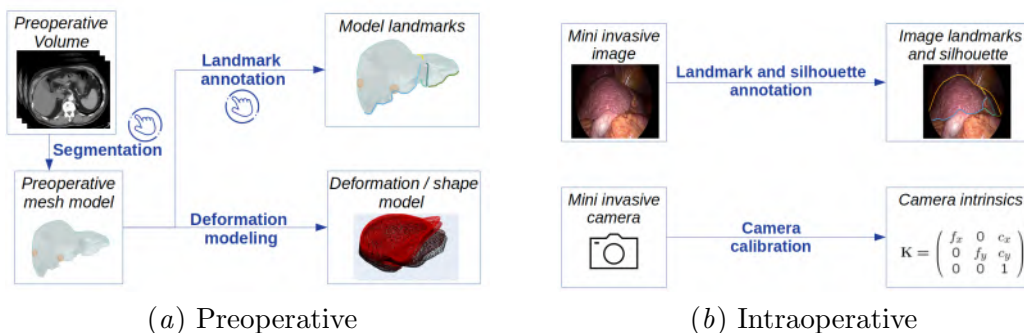 Preoperative
Volume
Segmentation
Preoperative
mesh model
Landmark
annotation
Model landmarks
Deformation
modeling
Deformation / shape
model
(a) Preoperative
Mini invasive
image
Landmark and silhouette
annotation
Image landmarks
and silhouette
Mini invasive
camera
Camera
calibration
Camera intrinsics
f_x 0 c_x
K = ( 0 f_y c_y )
0 0 1
(b) Intraoperative